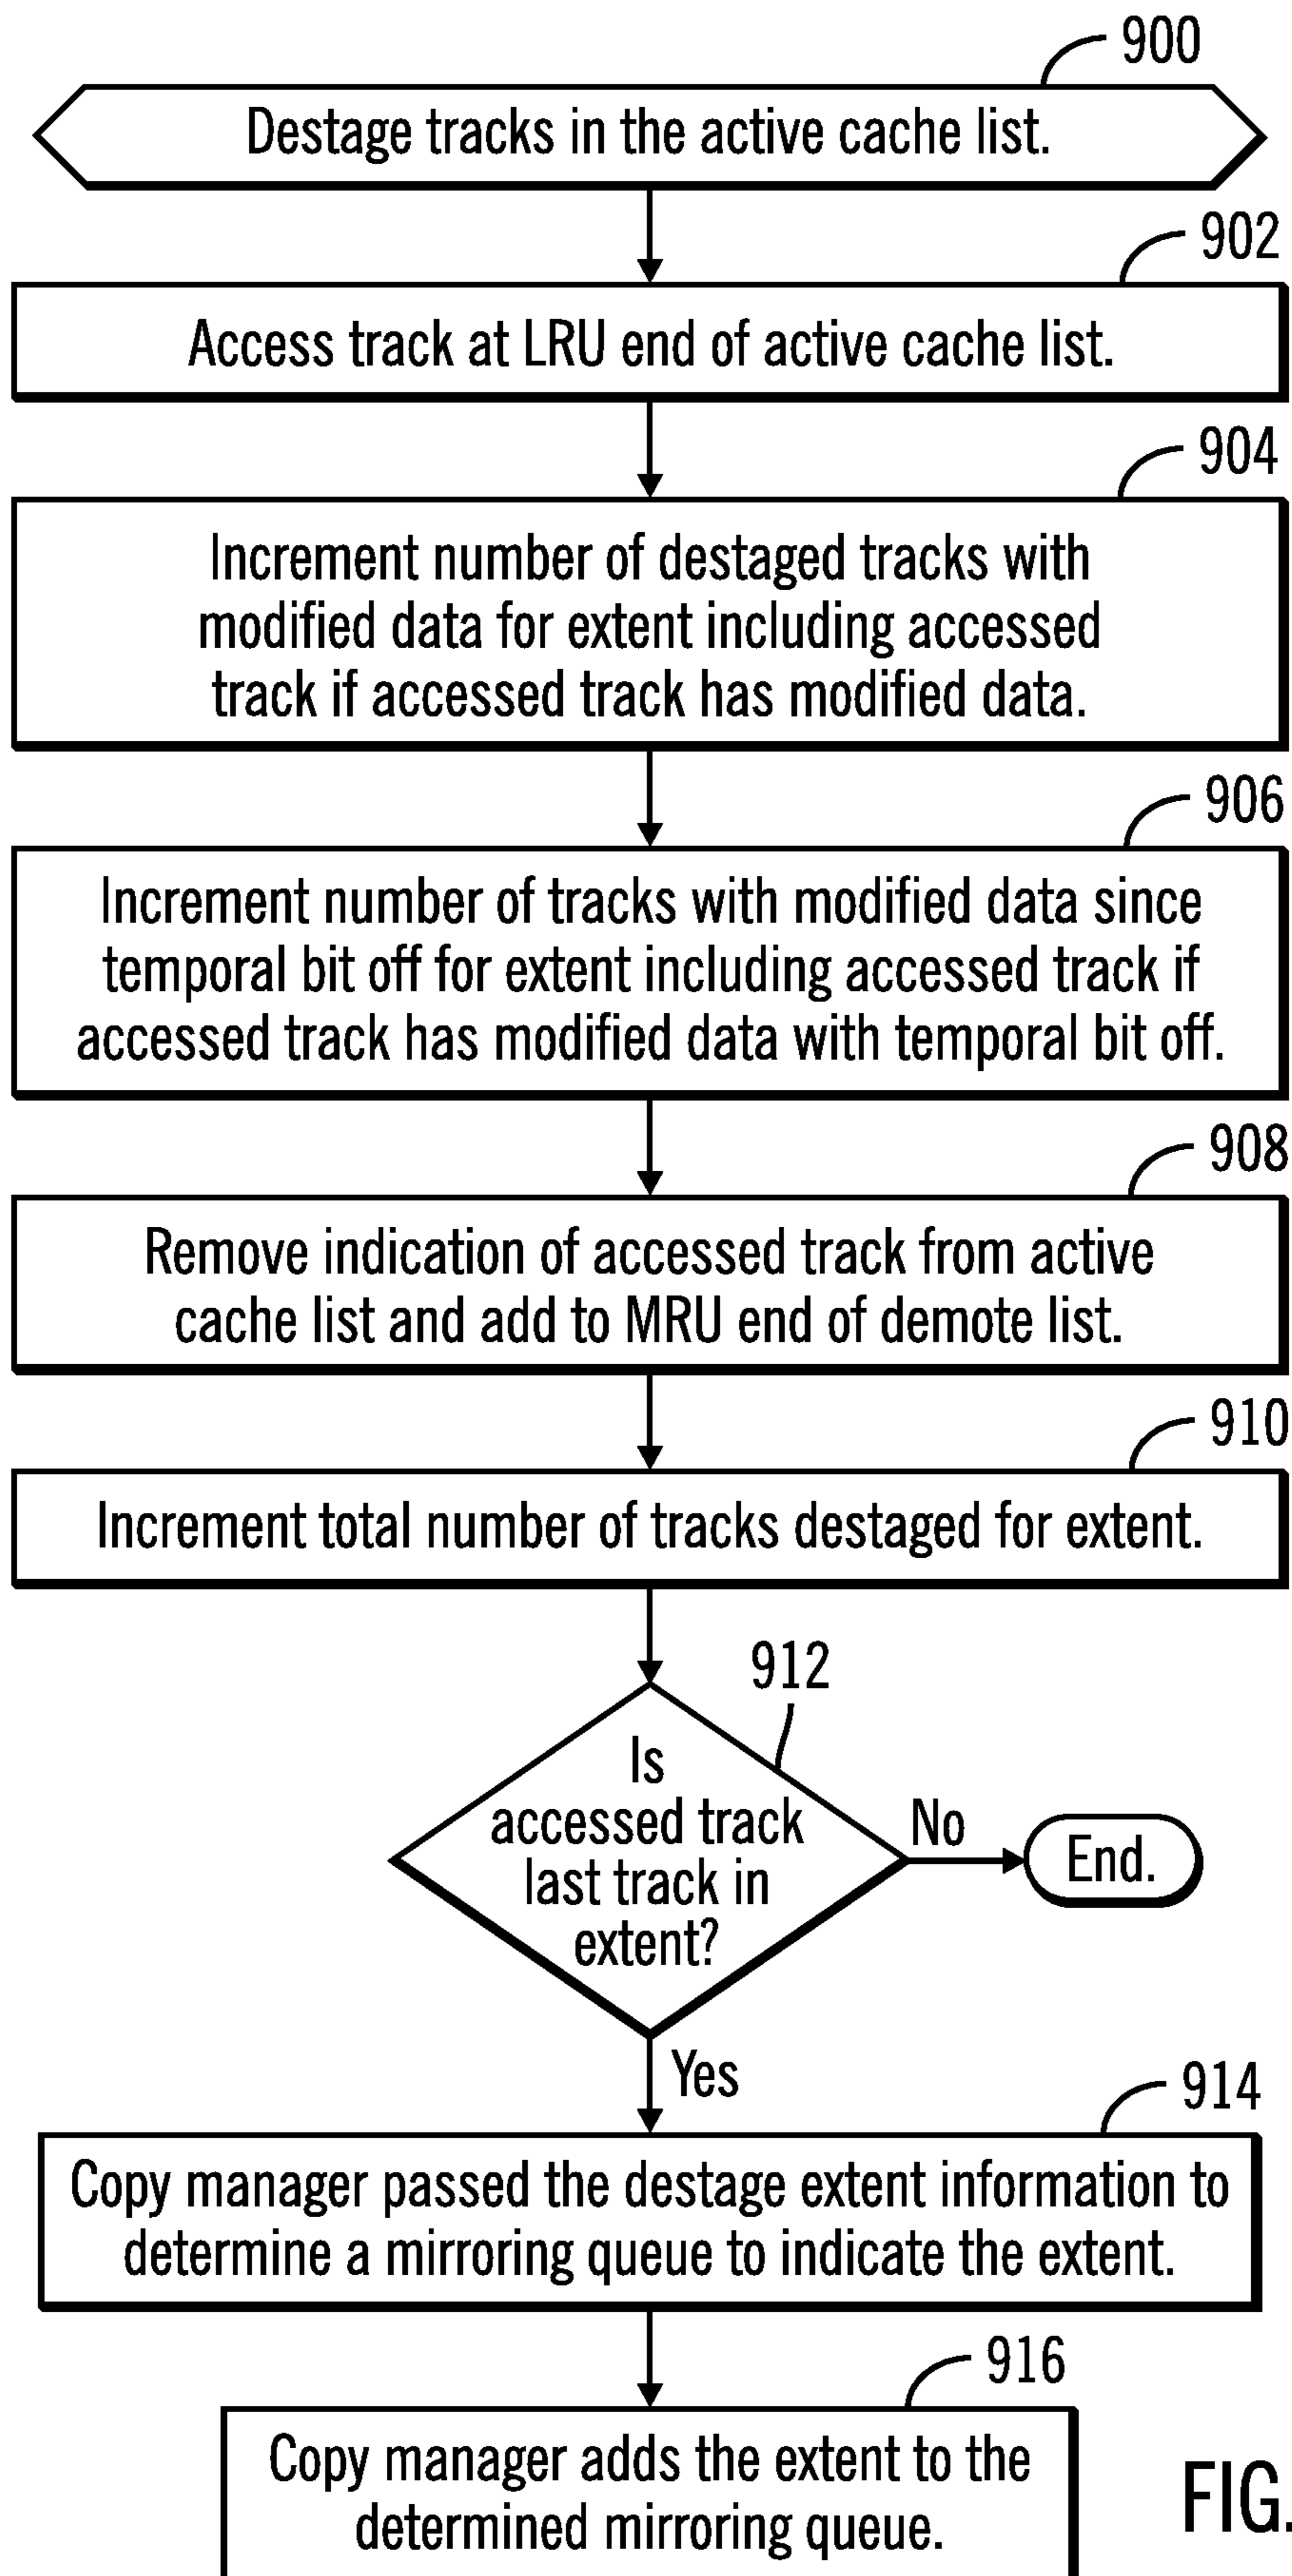 900
Destage tracks in the active cache list.
902
Access track at LRU end of active cache list.
904
Increment number of destaged tracks with
modified data for extent including accessed
track if accessed track has modified data.
906
Increment number of tracks with modified data since
temporal bit off for extent including accessed track if
accessed track has modified data with temporal bit off.
908
Remove indication of accessed track from active
cache list and add to MRU end of demote list.
910
Increment total number of tracks destaged for extent.
912
Is
accessed track
last track in
extent?
No
End.
Yes
914
Copy manager passed the destage extent information to
determine a mirroring queue to indicate the extent.
916
Copy manager adds the extent to the
determined mirroring queue.
FIG.